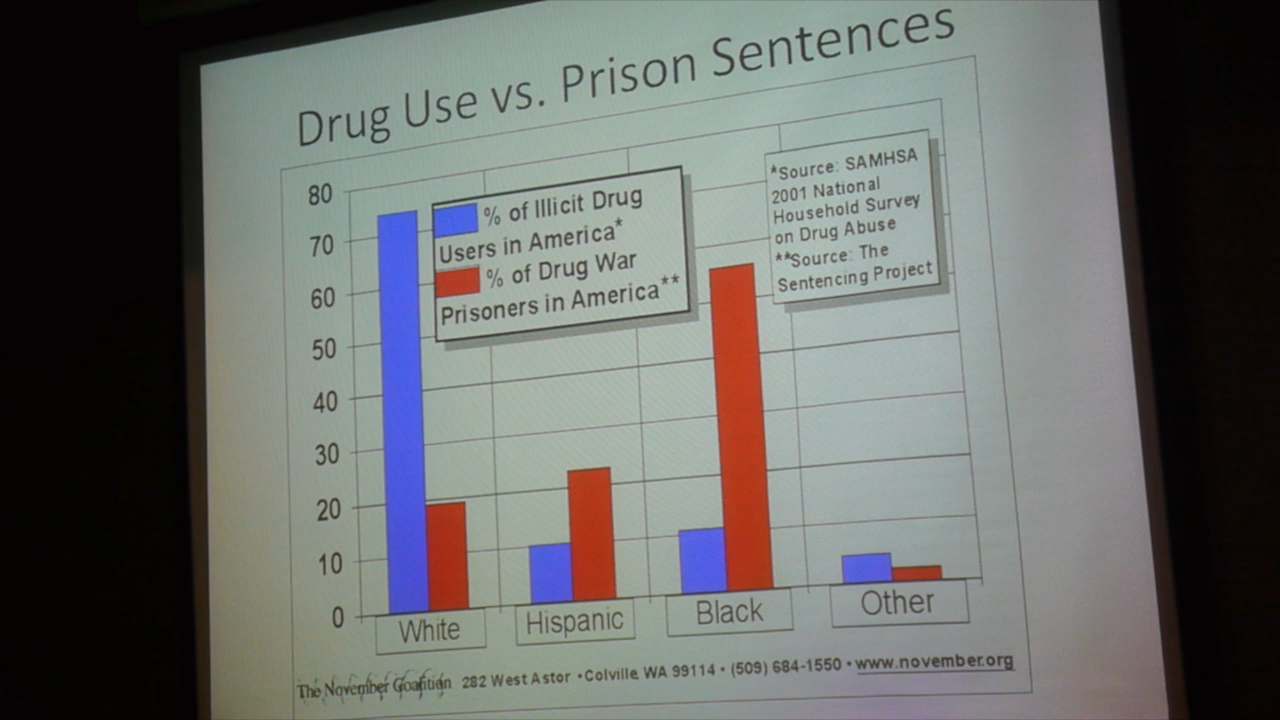 Drug Use vs. Prison Sentences
% of Illicit Drug
Users in America*
% of Drug War
Prisoners in America**
*Source: SAMHSA
2001 National
Household Survey
on Drug Abuse
**Source: The
Sentencing Project
80
70
60
50
40
30
20
10
0
White
Hispanic
Black
Other
The November Coalition 282 West Astor • Colville, WA 99114 • (509) 684-1550 • www.november.org